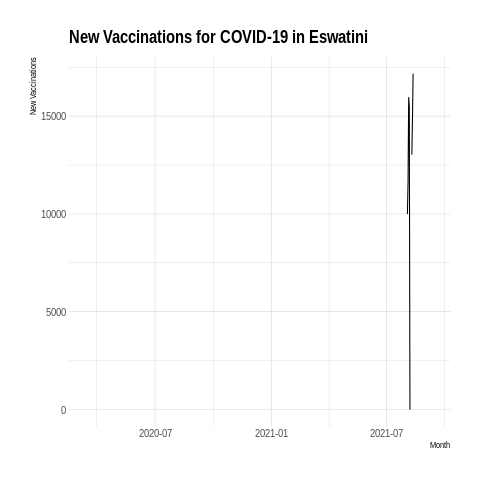 New Vaccinations for COVID-19 in Eswatini
New Vaccinations
15000
10000
5000
0
2020-07
2021-01
2021-07
Month